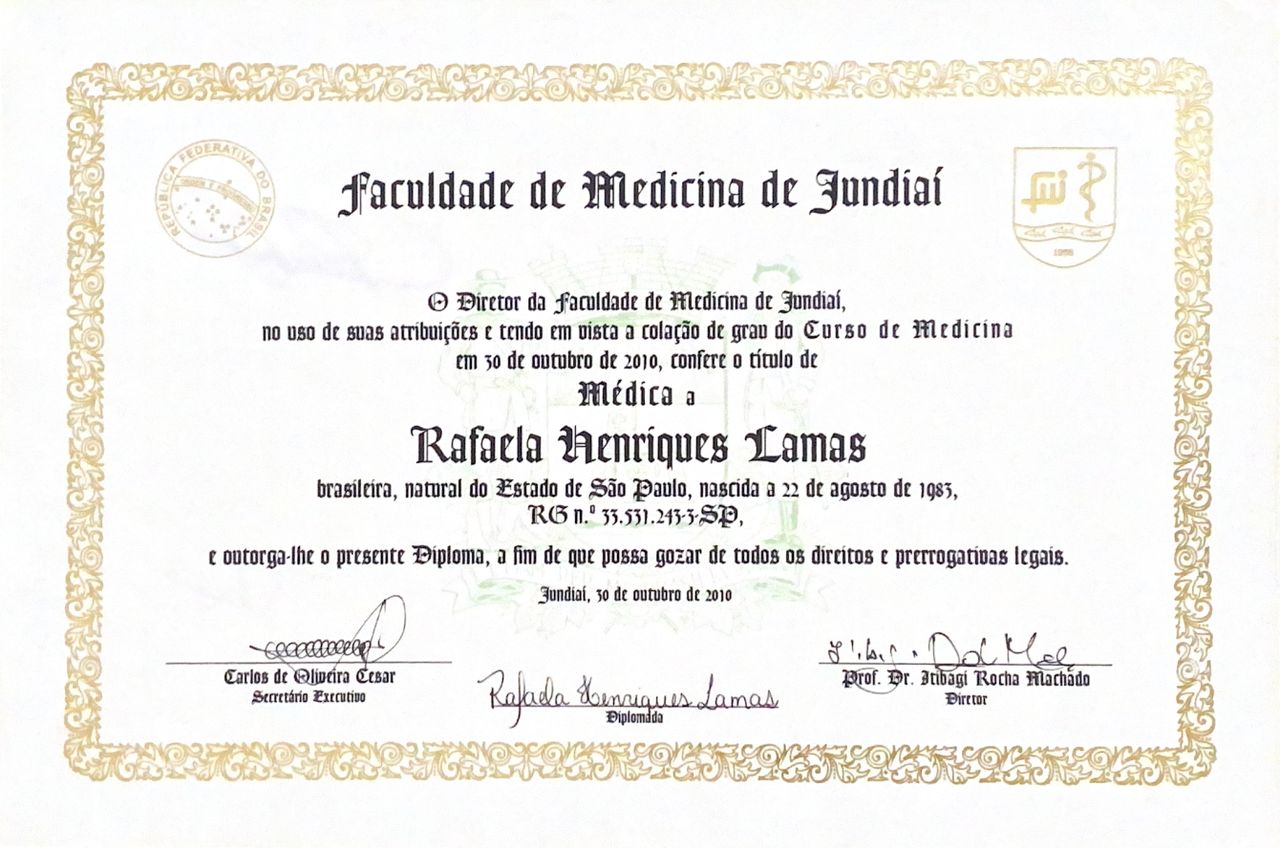 REPÚBLICA FEDERATIVA DO BRASIL
Faculdade de Medicina de Jundiaí
fmj
1968
O Diretor da Faculdade de Medicina de Jundiaí,
no uso de suas atribuições e tendo em vista a colação de grau do Curso de Medicina
em 30 de outubro de 2010, confere o título de
Médica a
Rafaela Henriques Lamas
brasileira, natural do Estado de São Paulo, nascida a 22 de agosto de 1983,
RG n.º 33.531.243-3-SP,
e outorga-lhe o presente Diploma, a fim de que possa gozar de todos os direitos e prerrogativas legais.
Jundiaí, 30 de outubro de 2010
Carlos de Oliveira Cesar
Secretário Executivo
Rafaela Henriques Lamas
Diplomada
Prof. Dr. Itibagi Rocha Machado
Diretor